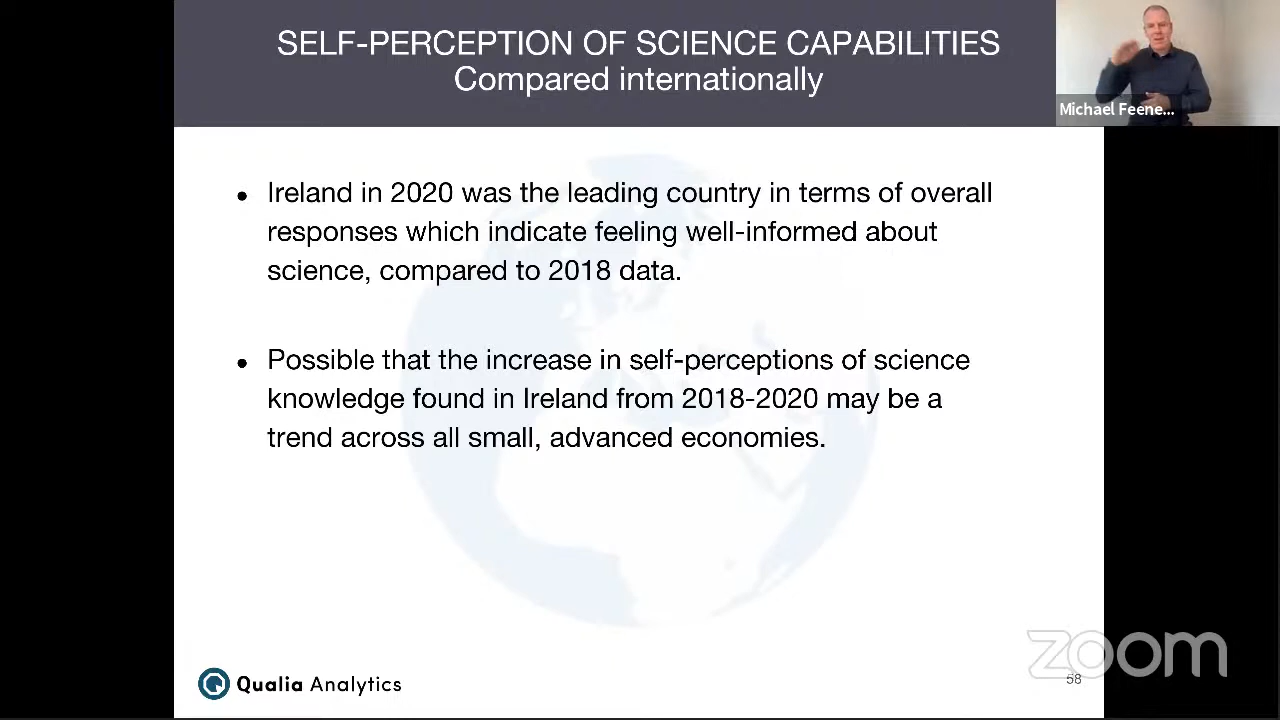 SELF-PERCEPTION OF SCIENCE CAPABILITIES
Compared internationally
Michael Feene...
• Ireland in 2020 was the leading country in terms of overall
responses which indicate feeling well-informed about
science, compared to 2018 data.
• Possible that the increase in self-perceptions of science
knowledge found in Ireland from 2018-2020 may be a
trend across all small, advanced economies.
Qualia Analytics
zoom
58